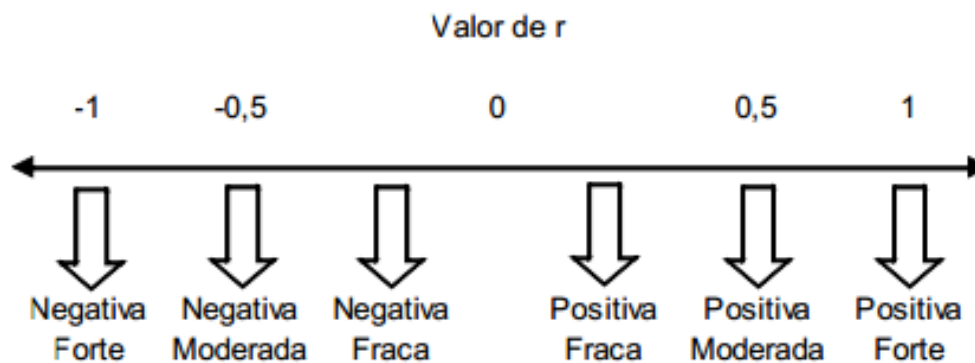 Valor de r
-1 -0,5 0 0,5 1
Negativa Negativa Negativa Positiva Positiva Positiva
Forte Moderada Fraca Fraca Moderada Forte